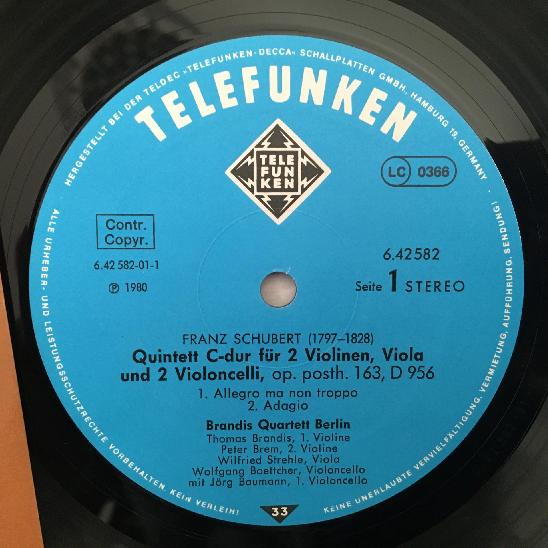 HERGESTELLT BEI DER TELDEC »TELEFUNKEN-DECCA« SCHALLPLATTEN GMBH, HAMBURG 19, GERMANY
TELEFUNKEN
TELE
FUN
KEN
LC 0366
Contr.
Copyr.
6.42 582-01-1
℗ 1980
6.42582
Seite 1 STEREO
FRANZ SCHUBERT (1797–1828)
Quintett C-dur für 2 Violinen, Viola
und 2 Violoncelli, op. posth. 163, D 956
1. Allegro ma non troppo
2. Adagio
Brandis Quartett Berlin
Thomas Brandis, 1. Violine
Peter Brem, 2. Violine
Wilfried Strehle, Viola
Wolfgang Boettcher, Violoncello
mit Jörg Baumann, 1. Violoncello
33
ALLE URHEBER- UND LEISTUNGSSCHUTZRECHTE VORBEHALTEN. KEIN VERLEIH!
KEINE UNERLAUBTE VERVIELFÄLTIGUNG, VERMIETUNG, AUFFÜHRUNG, SENDUNG!